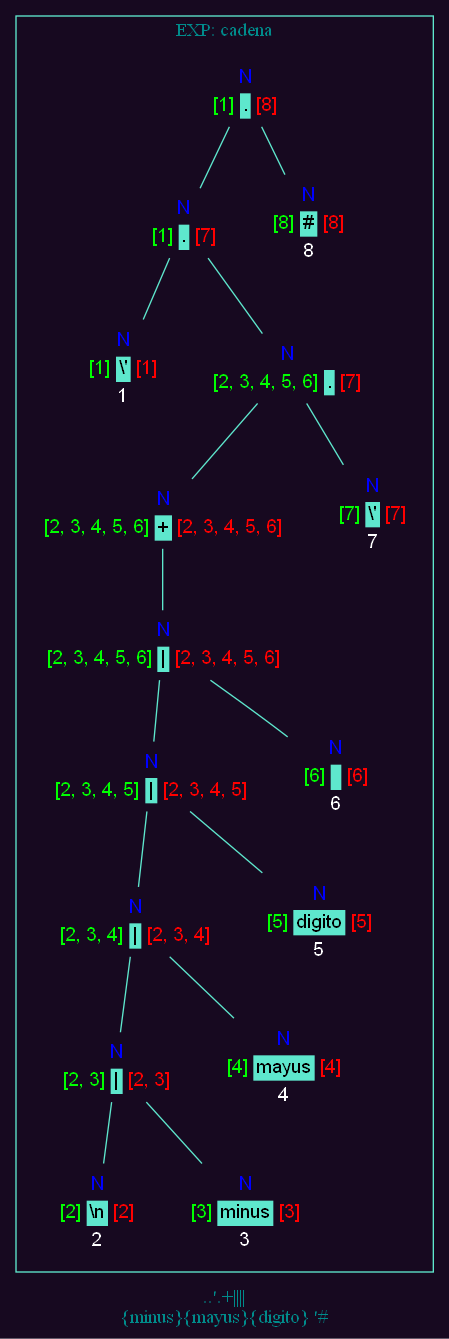 EXP: cadena
N
[1] . [8]
N
[8] # [8]
8
N
[1] . [7]
N
[1] \' [1]
1
N
[2, 3, 4, 5, 6] . [7]
N
[2, 3, 4, 5, 6] + [2, 3, 4, 5, 6]
N
[7] \' [7]
7
N
[2, 3, 4, 5, 6] | [2, 3, 4, 5, 6]
N
[2, 3, 4, 5] | [2, 3, 4, 5]
N
[6] [6]
6
N
[2, 3, 4] | [2, 3, 4]
N
[5] digito [5]
5
N
[2, 3] | [2, 3]
N
[4] mayus [4]
4
N
[2] \n [2]
2
N
[3] minus [3]
3
..'.+||||
{minus}{mayus}{digito} '#